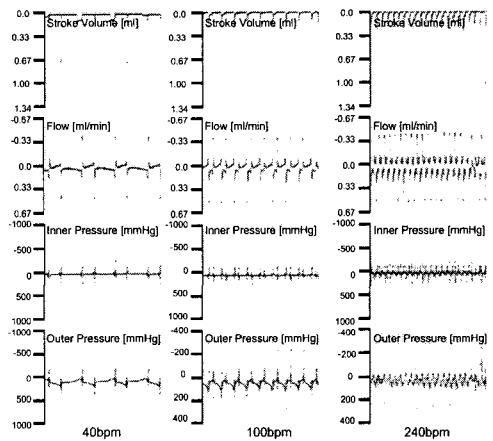 0.0 0.33 0.67 1.00 1.34 Stroke Volume [ml]
0.0 0.33 0.67 1.00 1.34 Stroke Volume [ml]
0.0 0.33 0.67 1.00 1.34 Stroke Volume [ml]
-0.67 -0.33 0.0 0.33 0.67 Flow [ml/min]
-0.67 -0.33 0.0 0.33 0.67 Flow [ml/min]
-0.67 -0.33 0.0 0.33 0.67 Flow [ml/min]
-1000 -500 0 500 1000 Inner Pressure [mmHg]
-1000 -500 0 500 1000 Inner Pressure [mmHg]
-1000 -500 0 500 1000 Inner Pressure [mmHg]
-1000 -500 0 500 1000 Outer Pressure [mmHg]
-400 -200 0 200 400 Outer Pressure [mmHg]
-400 -200 0 200 400 Outer Pressure [mmHg]
40bpm
100bpm
240bpm